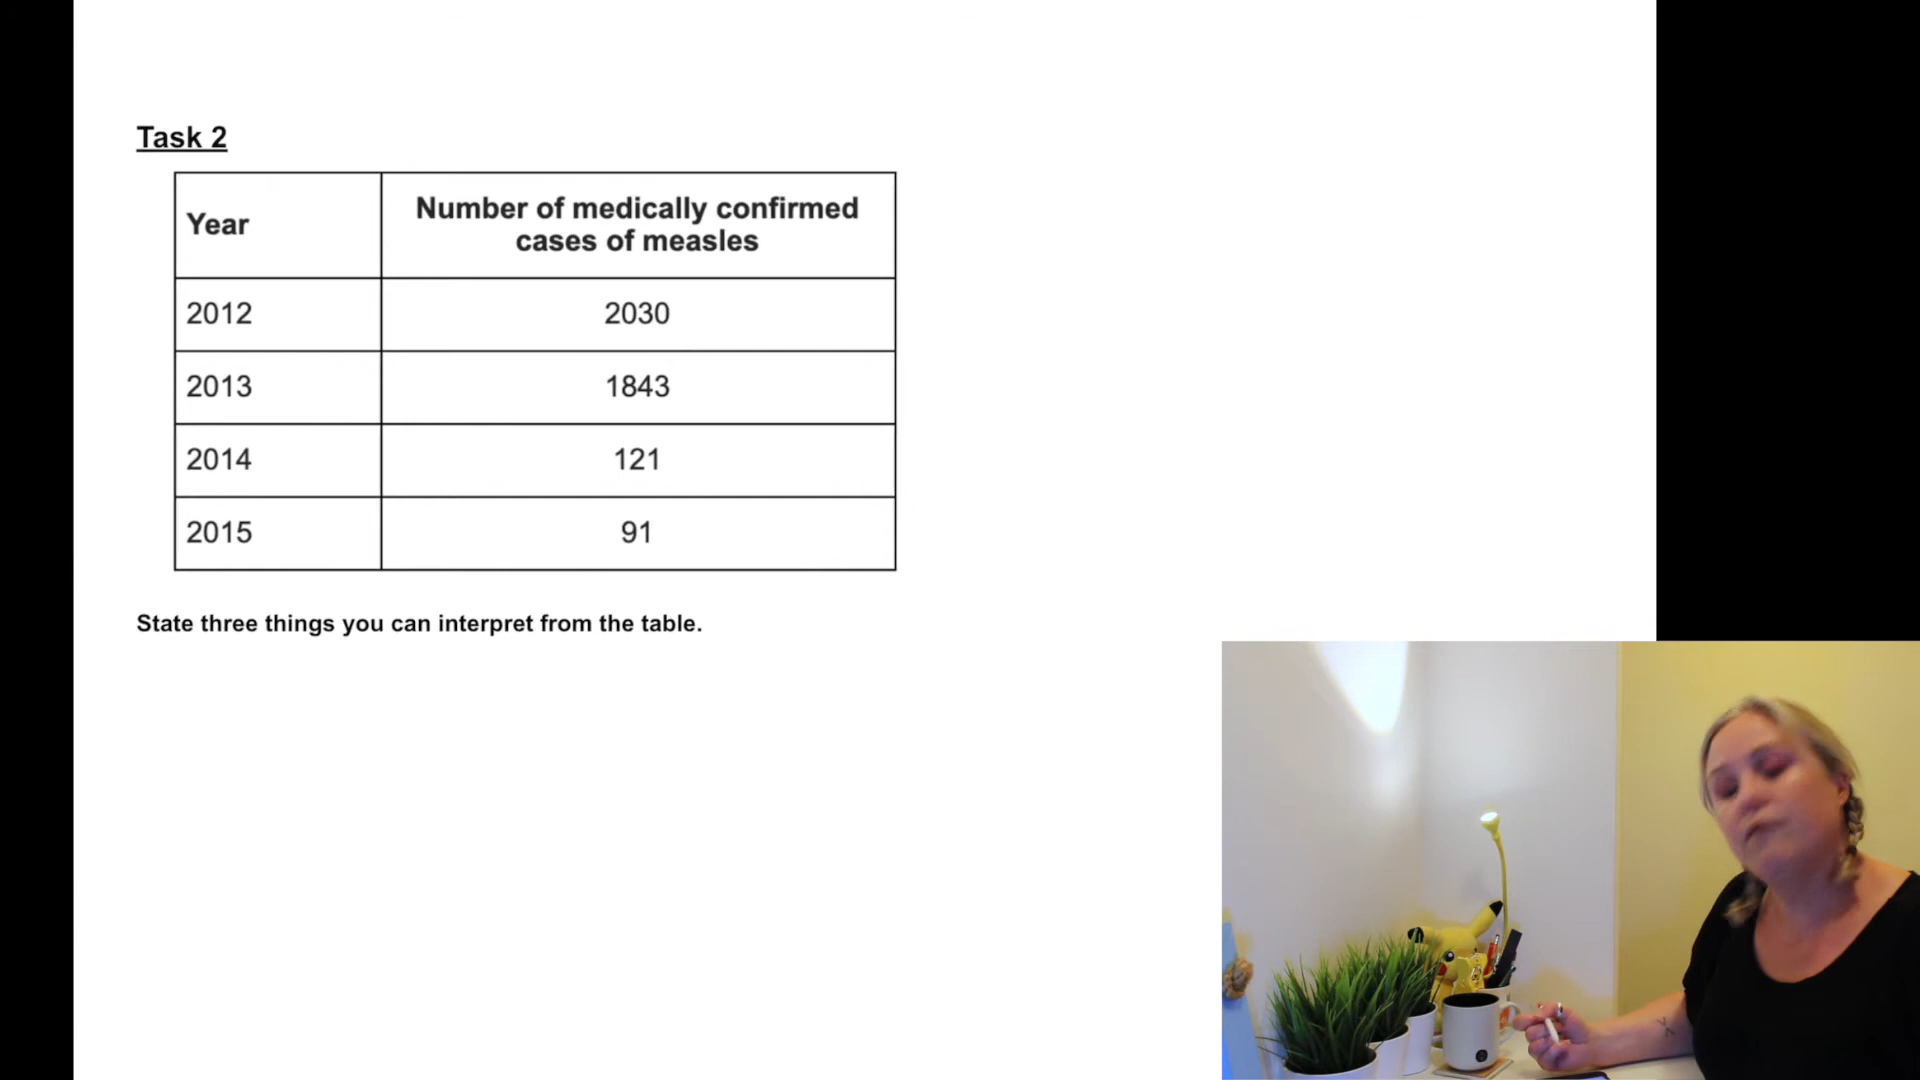 Task 2
Year
Number of medically confirmed
cases of measles
2012 2030
2013 1843
2014 121
2015 91
State three things you can interpret from the table.